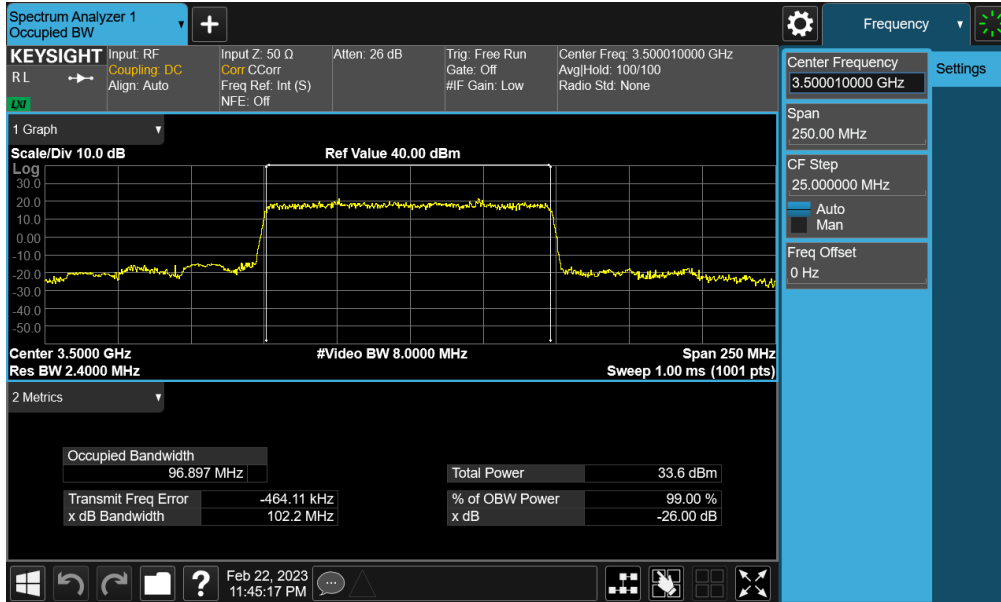 Spectrum Analyzer 1
Occupied BW
Frequency
KEYSIGHT
RL
LXI
Input: RF
Coupling: DC
Align: Auto
Input Z: 50 Ω
Corr CCorr
Freq Ref: Int (S)
NFE: Off
Atten: 26 dB
Trig: Free Run
Gate: Off
#IF Gain: Low
Center Freq: 3.500010000 GHz
Avg|Hold: 100/100
Radio Std: None
Center Frequency
3.500010000 GHz
Settings
Span
250.00 MHz
CF Step
25.000000 MHz
Auto
Man
Freq Offset
0 Hz
1 Graph
Scale/Div 10.0 dB
Ref Value 40.00 dBm
Log
30.0
20.0
10.0
0.00
-10.0
-20.0
-30.0
-40.0
-50.0
Center 3.5000 GHz
#Video BW 8.0000 MHz
Span 250 MHz
Res BW 2.4000 MHz
Sweep 1.00 ms (1001 pts)
2 Metrics
Occupied Bandwidth
96.897 MHz
Total Power 33.6 dBm
Transmit Freq Error -464.11 kHz
% of OBW Power 99.00 %
x dB Bandwidth 102.2 MHz
x dB -26.00 dB
?
Feb 22, 2023
11:45:17 PM